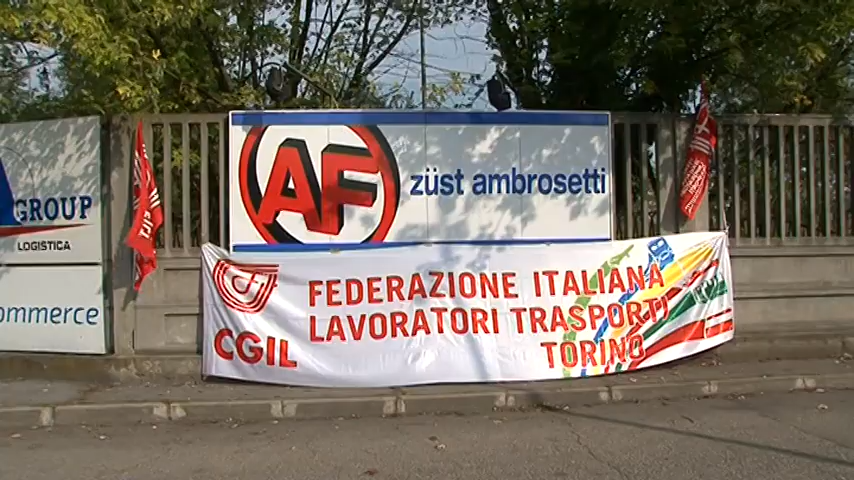 GROUP
LOGISTICA
ommerce
AF
züst ambrosetti
CGIL
FEDERAZIONE ITALIANA
LAVORATORI TRASPORTI
TORINO